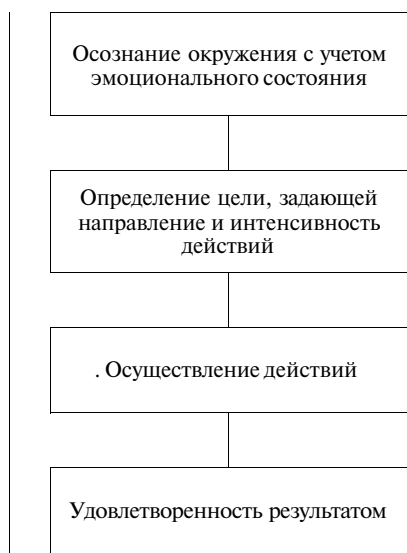 Осознание окружения с учетом
эмоционального состояния
Определение цели, задающей
направление и интенсивность
действий
. Осуществление действий
Удовлетворенность результатом